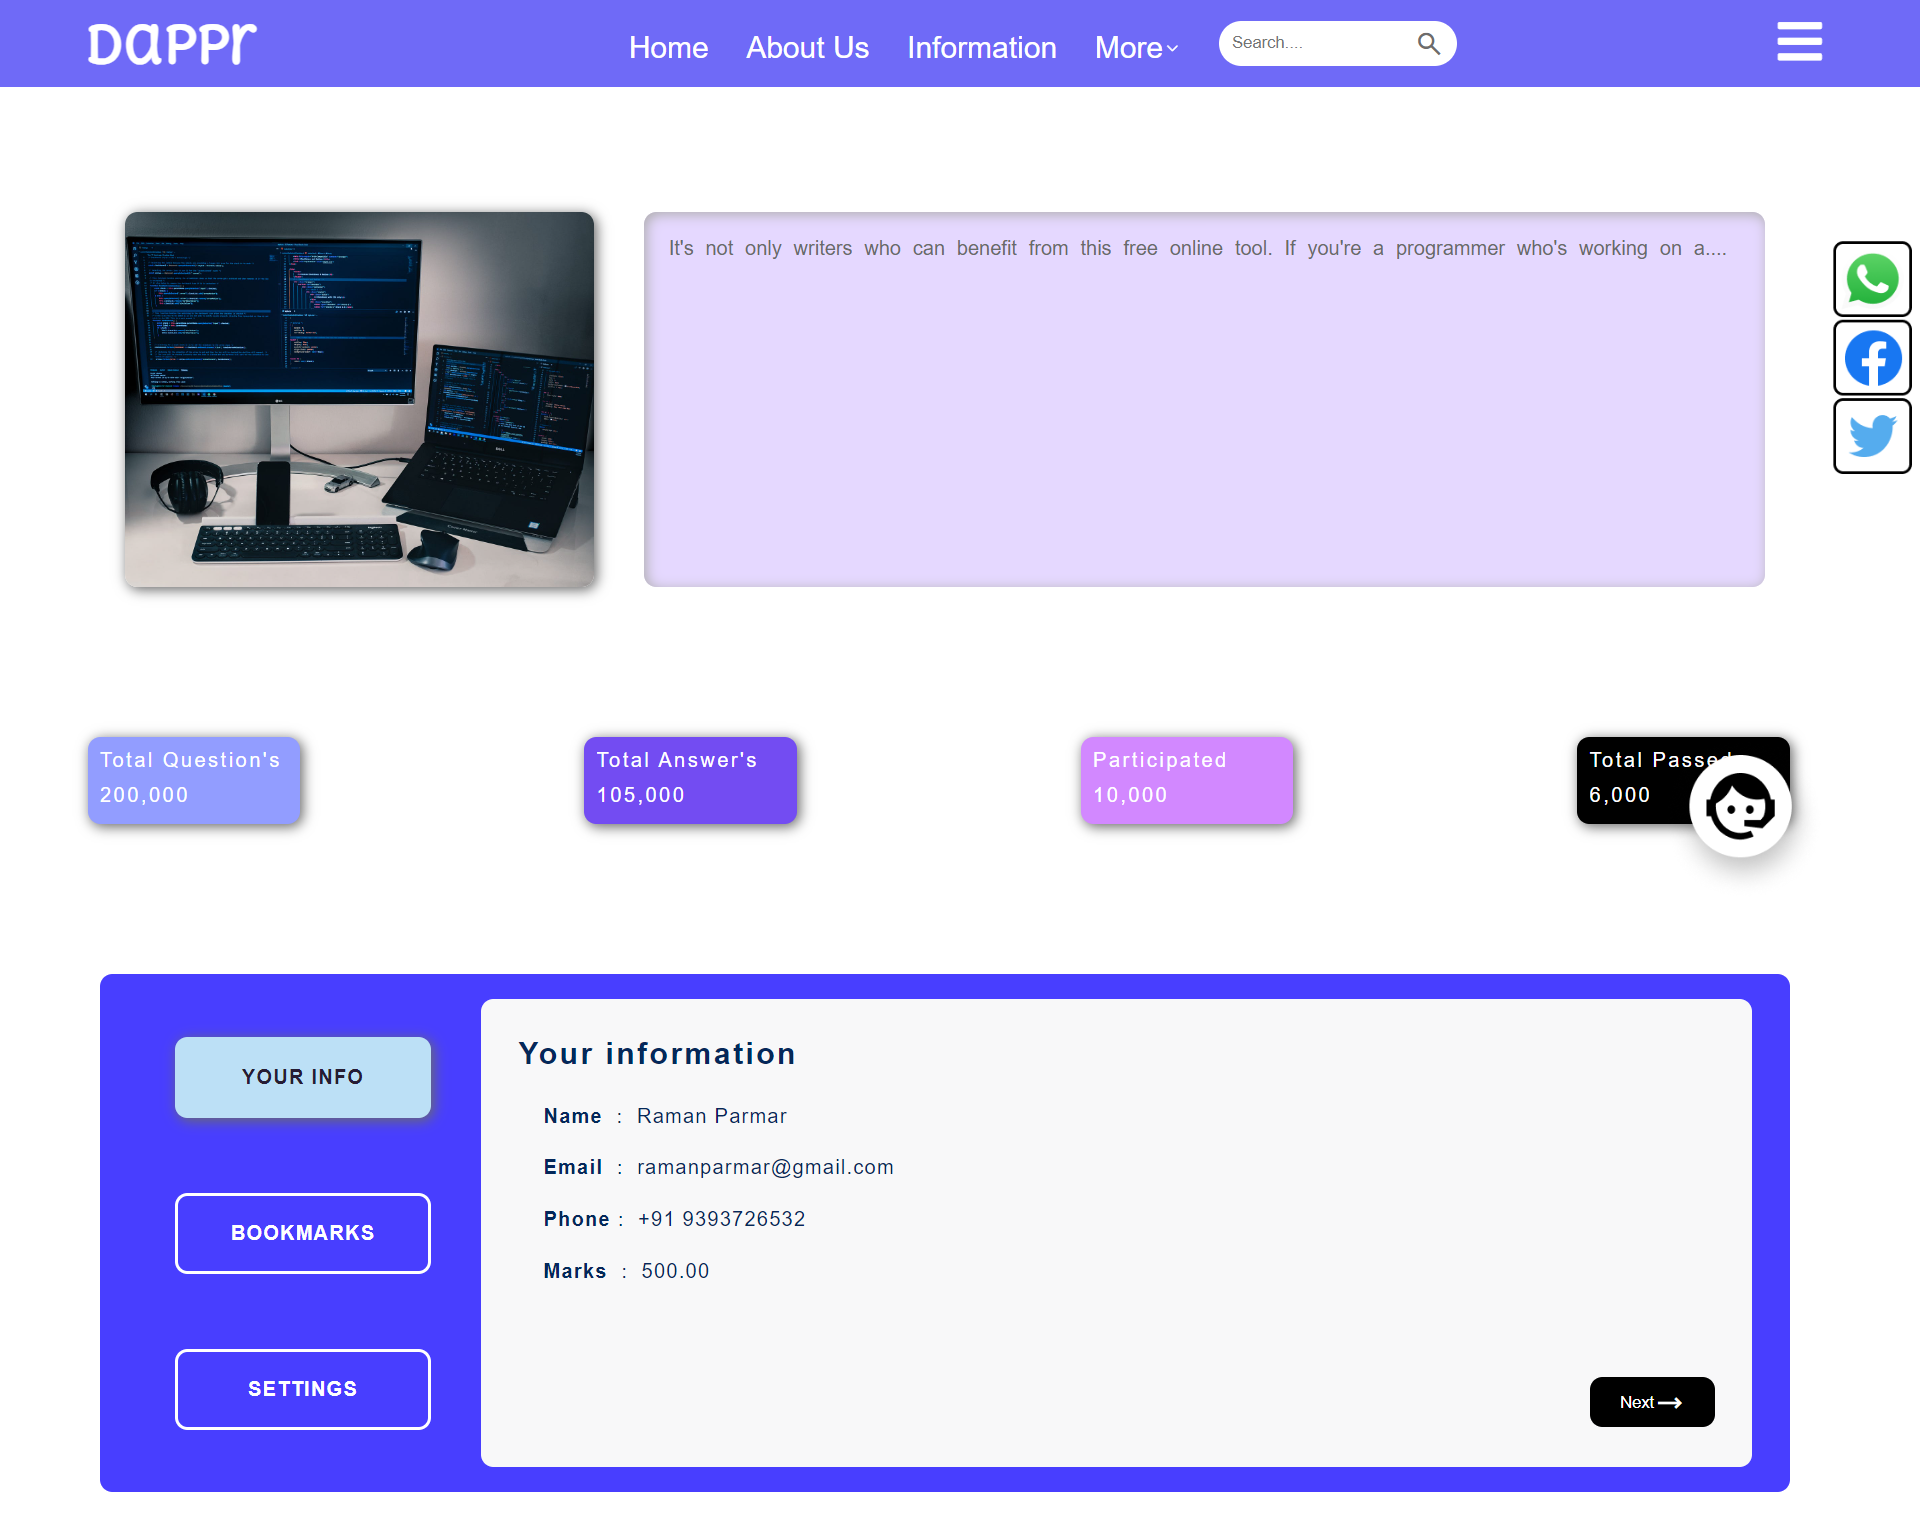 DAPPr
Home About Us Information More Search....
It's not only writers who can benefit from this free online tool. If you're a programmer who's working on a....
Total Question's
200,000
Total Answer's
105,000
Participated
10,000
Total Passed
6,000
YOUR INFO
BOOKMARKS
SETTINGS
Your information
Name : Raman Parmar
Email : ramanparmar@gmail.com
Phone : +91 9393726532
Marks : 500.00
Next